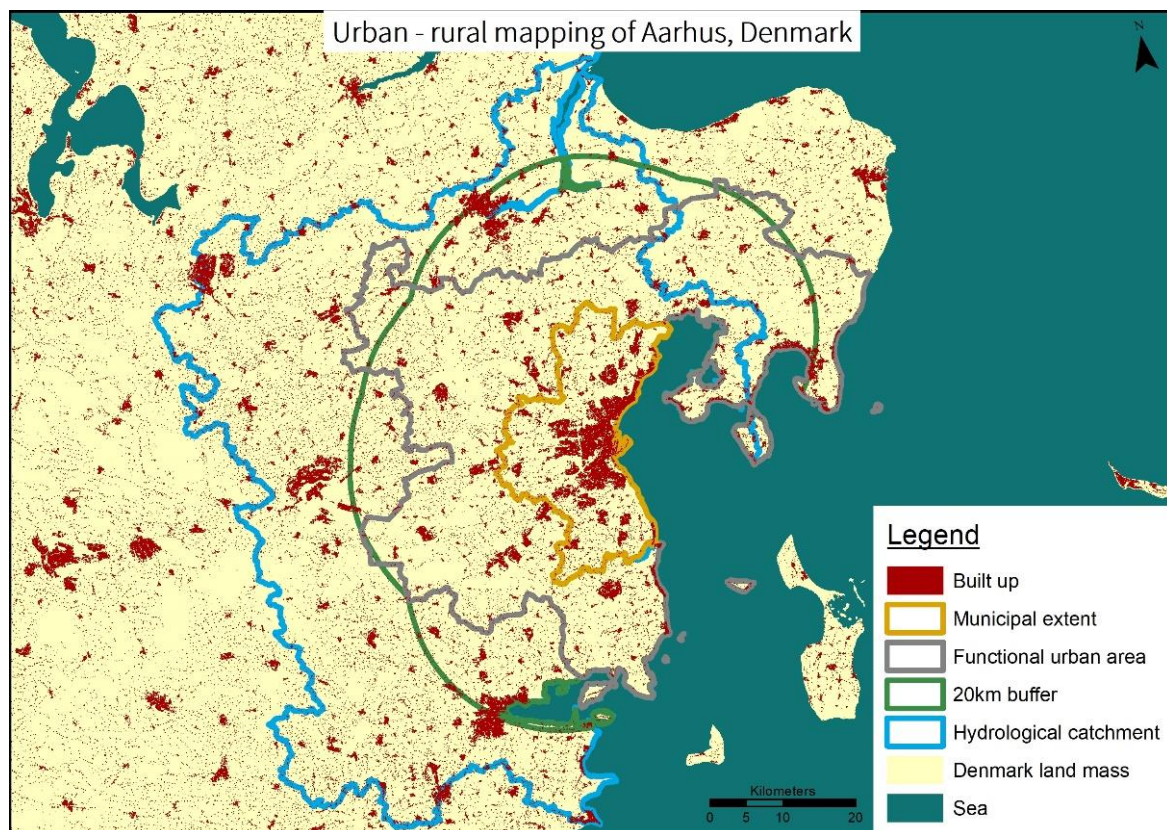 Urban - rural mapping of Aarhus, Denmark
N
Legend
Built up
Municipal extent
Functional urban area
20km buffer
Hydrological catchment
Denmark land mass
Sea
Kilometers
0 5 10 20